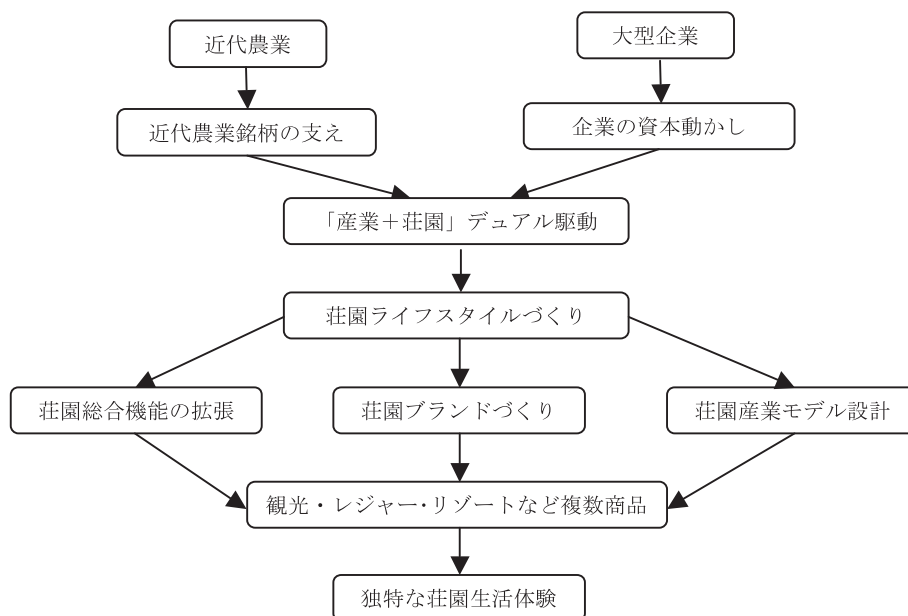 近代農業
大型企業
近代農業銘柄の支え
企業の資本動かし
「産業＋荘園」デュアル駆動
荘園ライフスタイルづくり
荘園総合機能の拡張
荘園ブランドづくり
荘園産業モデル設計
観光・レジャー・リゾートなど複数商品
独特な荘園生活体験